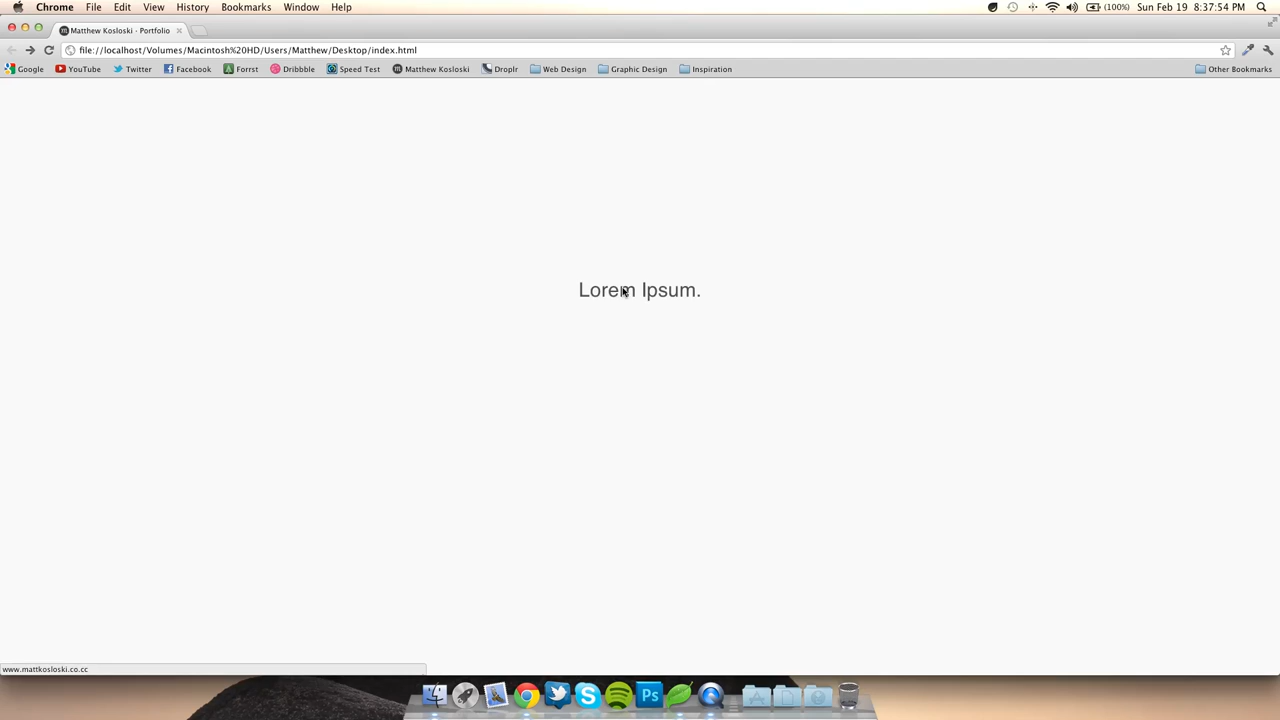 Chrome File Edit View History Bookmarks Window Help (100%) Sun Feb 19 8:37:54 PM
Matthew Kosloski - Portfolio
file://localhost/Volumes/Macintosh%20HD/Users/Matthew/Desktop/index.html
Google YouTube Twitter Facebook Forrst Dribbble Speed Test Matthew Kosloski Droplr Web Design Graphic Design Inspiration Other Bookmarks
Lorem Ipsum.
www.mattkosloski.co.cc
Ps